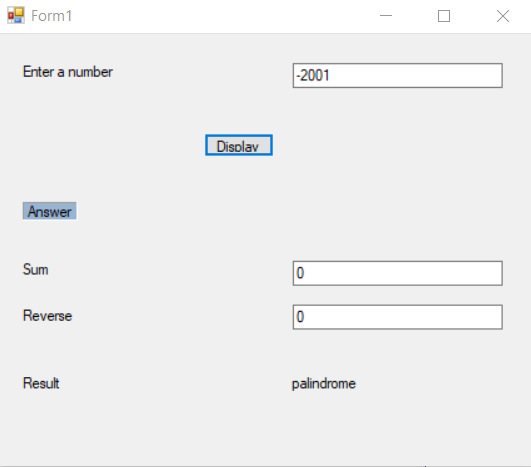 Form1
Enter a number -2001
Display
Answer
Sum 0
Reverse 0
Result palindrome